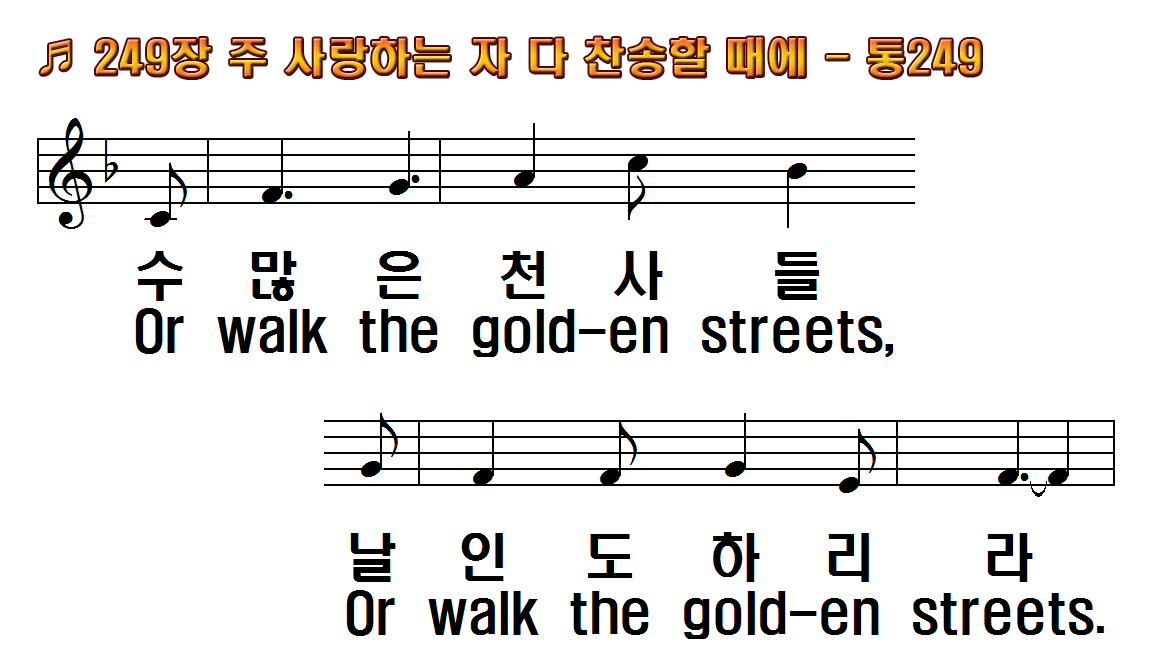 ♬ 249장 주 사랑하는 자 다 찬송할 때에 - 통249
수 많 은 천 사 들
Or walk the gold-en streets,
날 인 도 하 리 라
Or walk the gold-en streets.